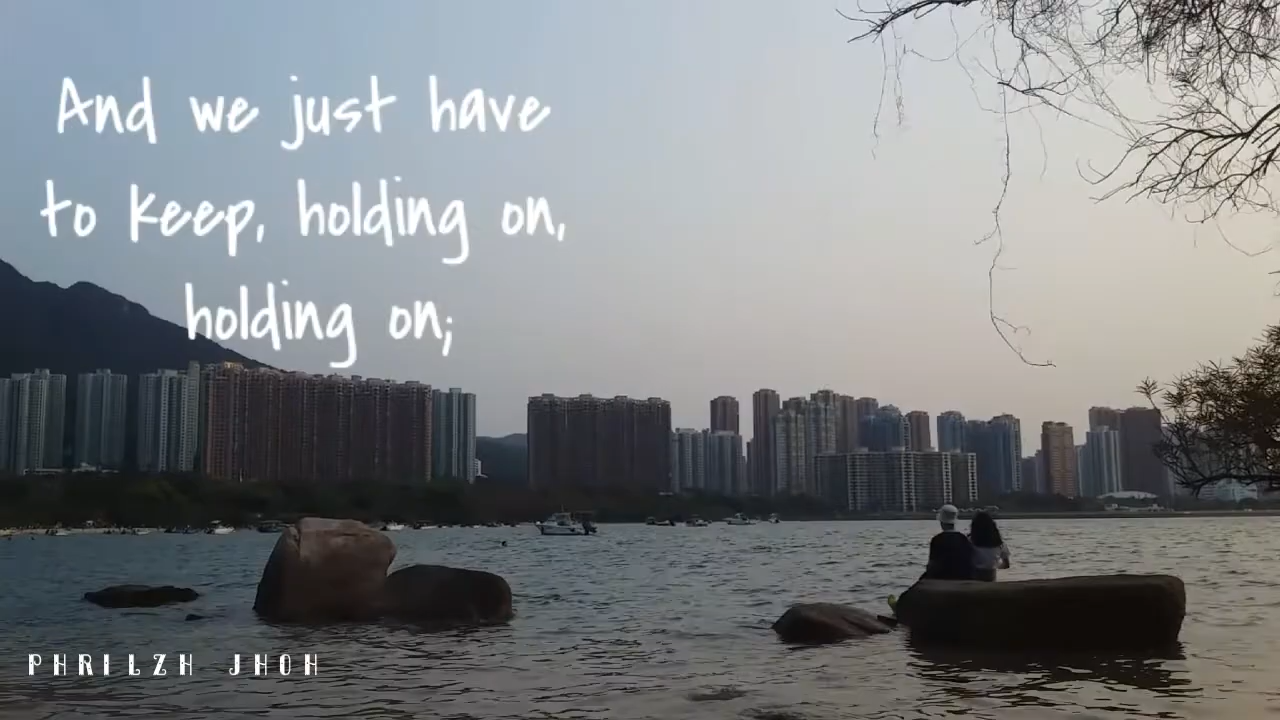 And we just have
to keep, holding on,
holding on;
PHRILZH JHOH